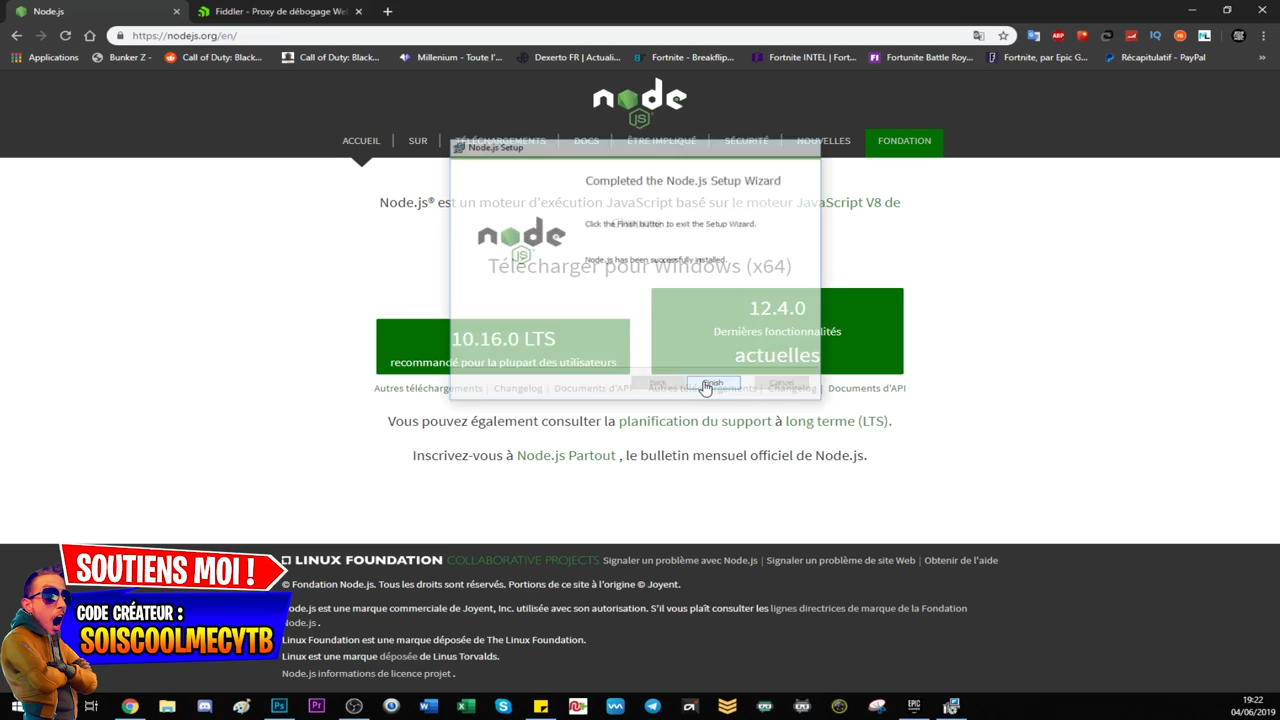 Node.js
Fiddler - Proxy de débogage We
https://nodejs.org/en/
Applications
Bunker Z -
Call of Duty: Black...
Call of Duty: Black...
Millenium - Toute l'...
Dexerto FR | Actuali...
Fortnite - Breakflip...
Fortnite INTEL | Fort...
Fortunite Battle Roy...
Fortnite, par Epic G...
Récapitulatif - PayPal
»
node
JS
ACCUEIL | SUR | TÉLÉCHARGEMENTS | DOCS | ÊTRE IMPLIQUÉ | SÉCURITÉ | NOUVELLES
FONDATION
Node.js Setup
Completed the Node.js Setup Wizard
Node.js® est un moteur d'exécution JavaScript basé sur le moteur JavaScript V8 de
Click the Finish button to exit the Setup Wizard.
node
JS
Node.js has been successfully installed.
Télécharger pour Windows (x64)
10.16.0 LTS
recommandé pour la plupart des utilisateurs
12.4.0
Dernières fonctionnalités
actuelles
Back
Finish
Cancel
Autres téléchargements | Changelog | Documents d'API
Autres téléchargements | Changelog | Documents d'API
Vous pouvez également consulter la planification du support à long terme (LTS).
Inscrivez-vous à Node.js Partout , le bulletin mensuel officiel de Node.js.
LINUX FOUNDATION COLLABORATIVE PROJECTS
Signaler un problème avec Node.js | Signaler un problème de site Web | Obtenir de l'aide
© Fondation Node.js. Tous les droits sont réservés. Portions de ce site à l'origine © Joyent.
Node.js est une marque commerciale de Joyent, Inc. utilisée avec son autorisation. S'il vous plaît consulter les lignes directrices de marque de la Fondation
Node.js .
Linux Foundation est une marque déposée de The Linux Foundation.
Linux est une marque déposée de Linus Torvalds.
Node.js informations de licence projet .
SOUTIENS MOI !
CODE CRÉATEUR :
SOISCOOLMECYTB
19:22
04/06/2019